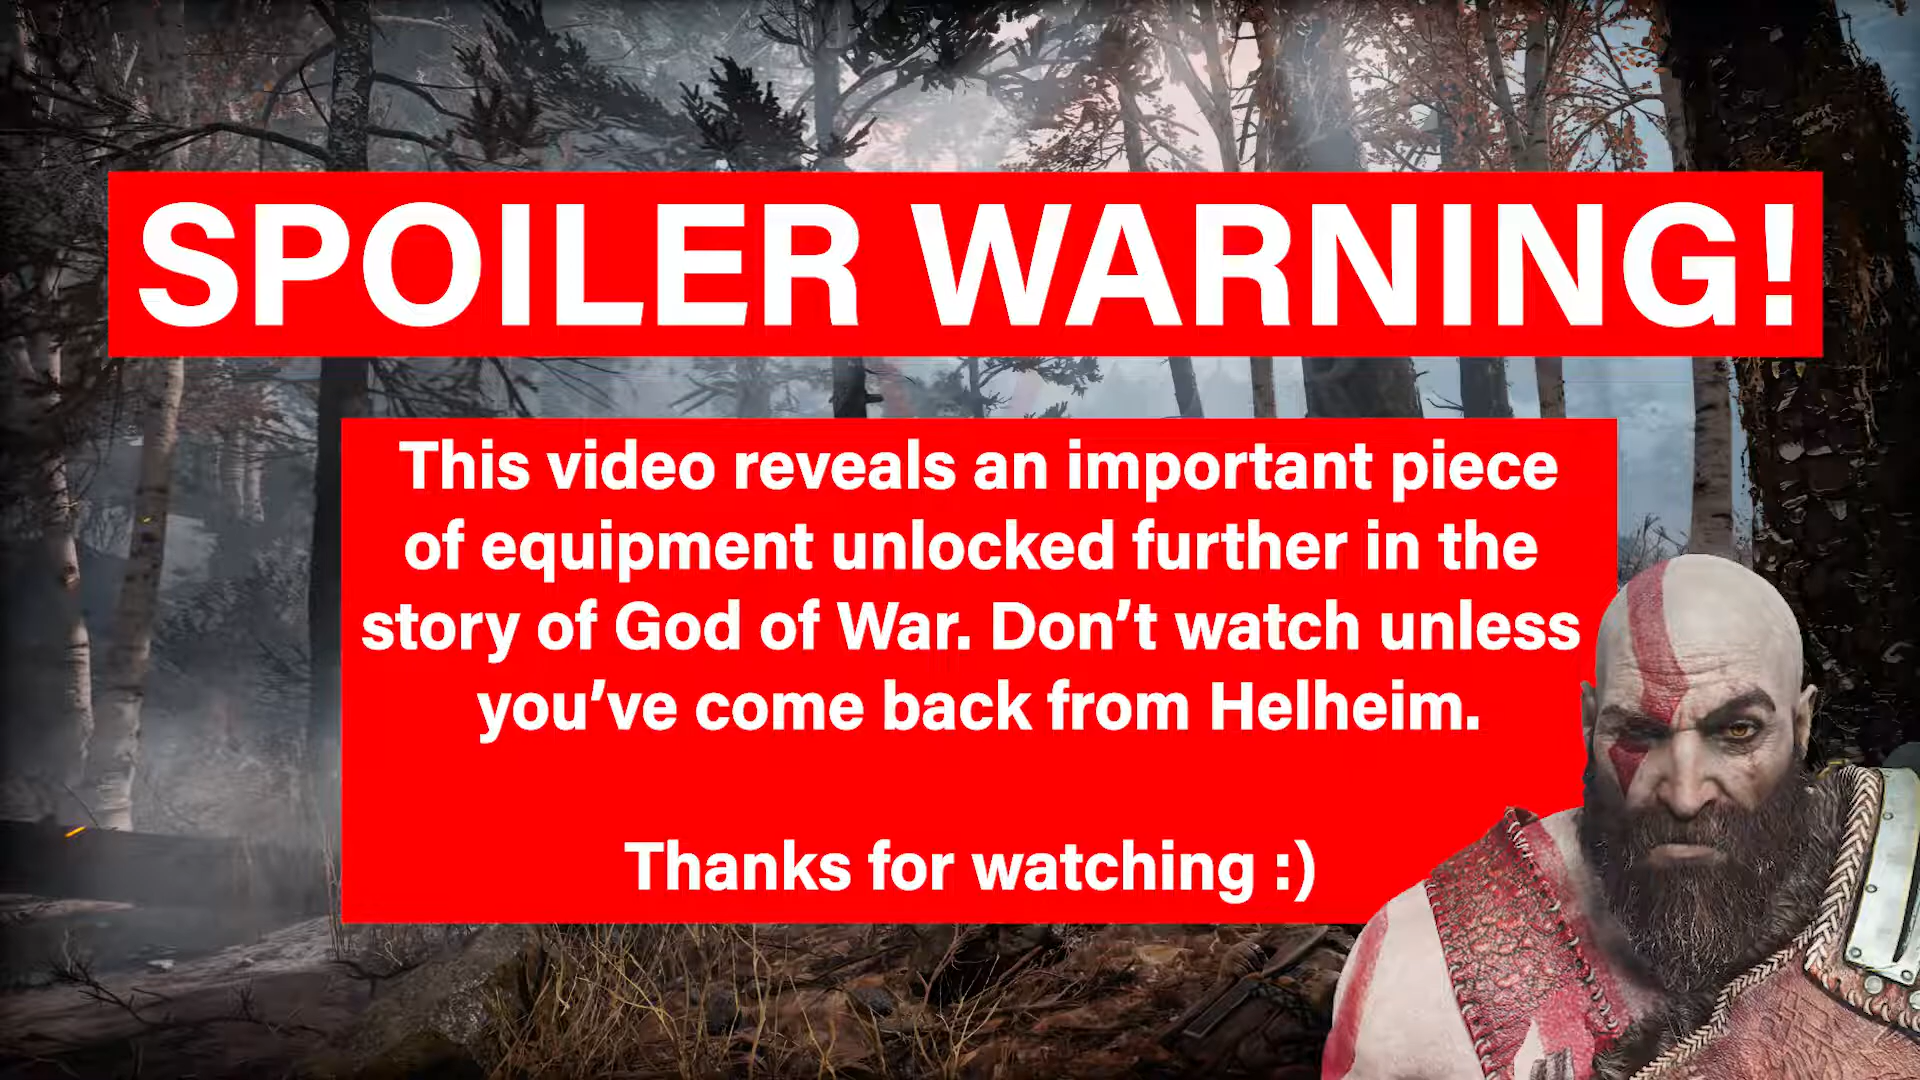 SPOILER WARNING!
This video reveals an important piece
of equipment unlocked further in the
story of God of War. Don’t watch unless
you’ve come back from Helheim.
Thanks for watching :)